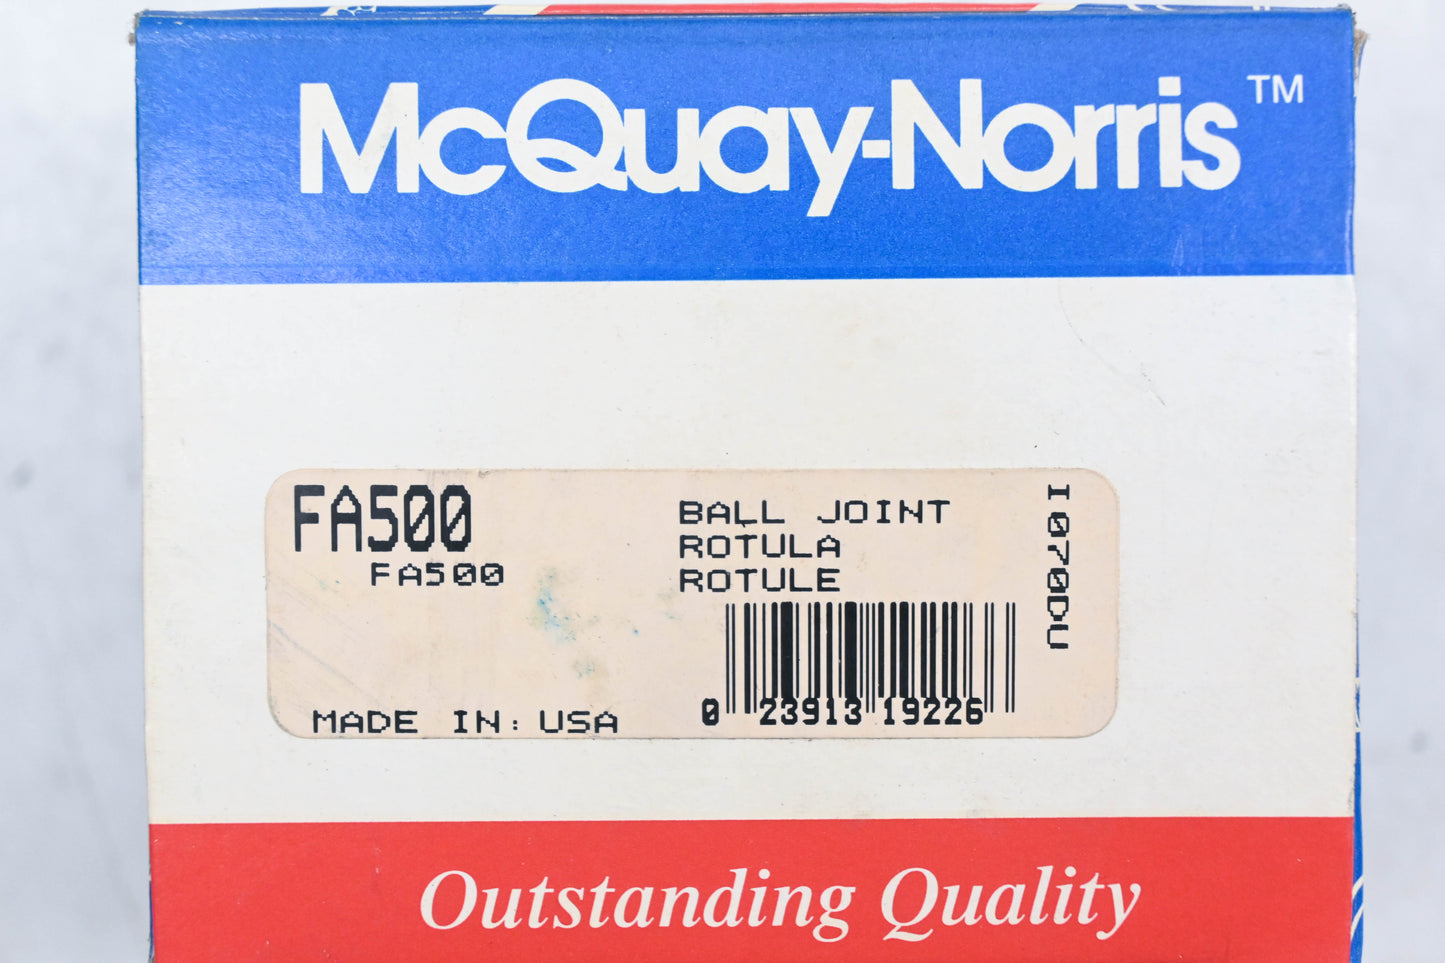 McQuay-Norris™
FA500
FA500
BALL JOINT
ROTULA
ROTULE
I070DU
0 23913 19226
MADE IN: USA
Outstanding Quality